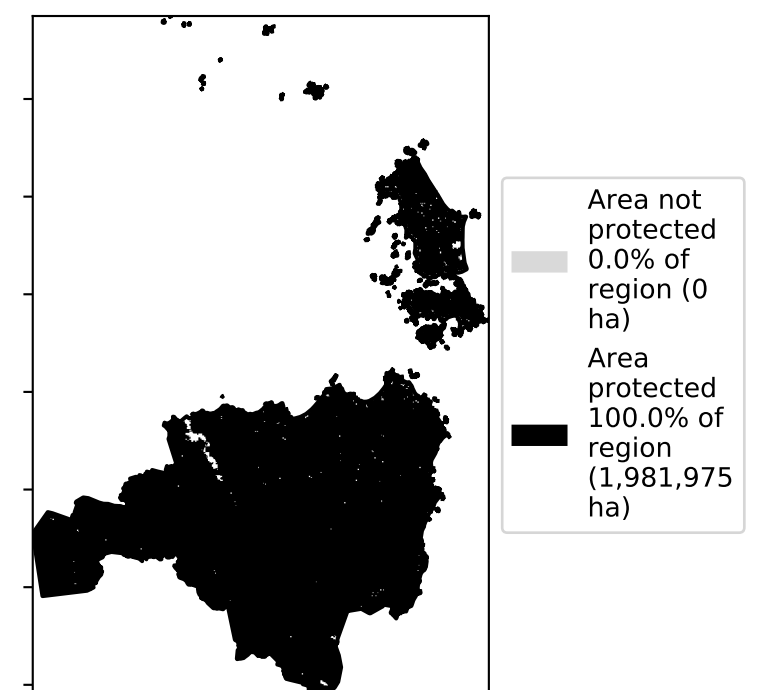 Area not
protected
0.0% of
region (0
ha)
Area
protected
100.0% of
region
(1,981,975
ha)